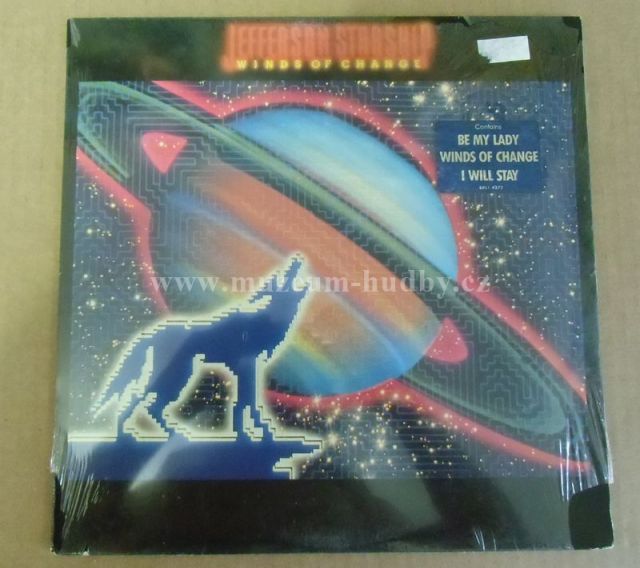 JEFFERSON STARSHIP
WINDS OF CHANGE
Contains
BE MY LADY
WINDS OF CHANGE
I WILL STAY
www.muzeum-hudby.cz